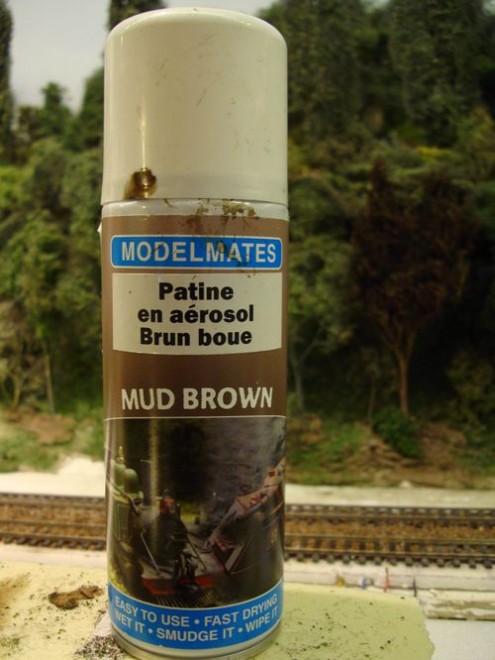 MODELMATES
Patine
en aérosol
Brun boue
MUD BROWN
EASY TO USE • FAST DRYING
WET IT • SMUDGE IT • WIPE IT